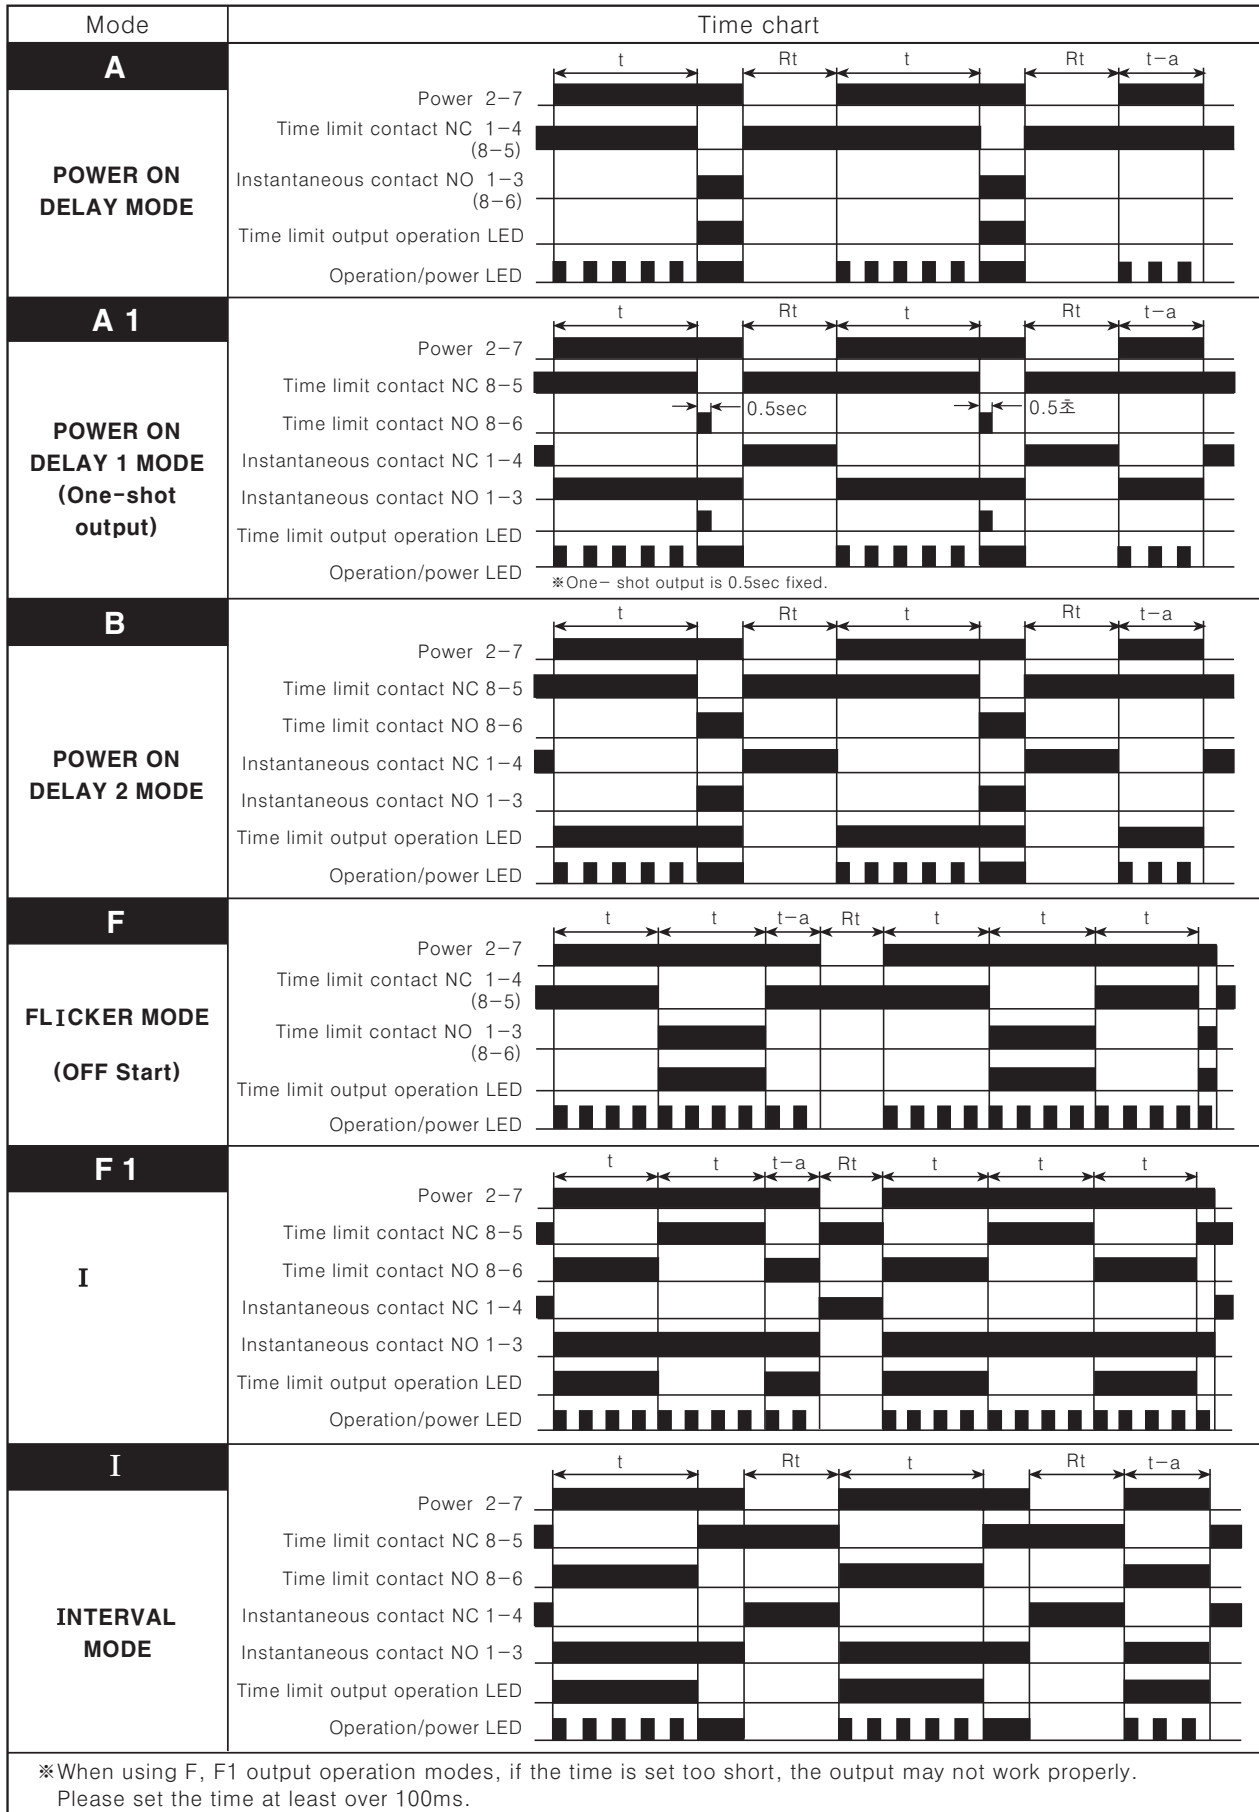 Mode
Time chart
A
POWER ON
DELAY MODE
t
Rt
t
Rt
t-a
Power 2-7
Time limit contact NC 1-4
(8-5)
Instantaneous contact NO 1-3
(8-6)
Time limit output operation LED
Operation/power LED
A 1
POWER ON
DELAY 1 MODE
(One-shot
output)
t
Rt
t
Rt
t-a
Power 2-7
Time limit contact NC 8-5
0.5sec
0.5초
Time limit contact NO 8-6
Instantaneous contact NC 1-4
Instantaneous contact NO 1-3
Time limit output operation LED
Operation/power LED
※One- shot output is 0.5sec fixed.
B
POWER ON
DELAY 2 MODE
t
Rt
t
Rt
t-a
Power 2-7
Time limit contact NC 8-5
Time limit contact NO 8-6
Instantaneous contact NC 1-4
Instantaneous contact NO 1-3
Time limit output operation LED
Operation/power LED
F
FLICKER MODE
(OFF Start)
t
t
t-a
Rt
t
t
t
Power 2-7
Time limit contact NC 1-4
(8-5)
Time limit contact NO 1-3
(8-6)
Time limit output operation LED
Operation/power LED
F 1
I
t
t
t-a
Rt
t
t
t
Power 2-7
Time limit contact NC 8-5
Time limit contact NO 8-6
Instantaneous contact NC 1-4
Instantaneous contact NO 1-3
Time limit output operation LED
Operation/power LED
I
INTERVAL
MODE
t
Rt
t
Rt
t-a
Power 2-7
Time limit contact NC 8-5
Time limit contact NO 8-6
Instantaneous contact NC 1-4
Instantaneous contact NO 1-3
Time limit output operation LED
Operation/power LED
※When using F, F1 output operation modes, if the time is set too short, the output may not work properly.
Please set the time at least over 100ms.